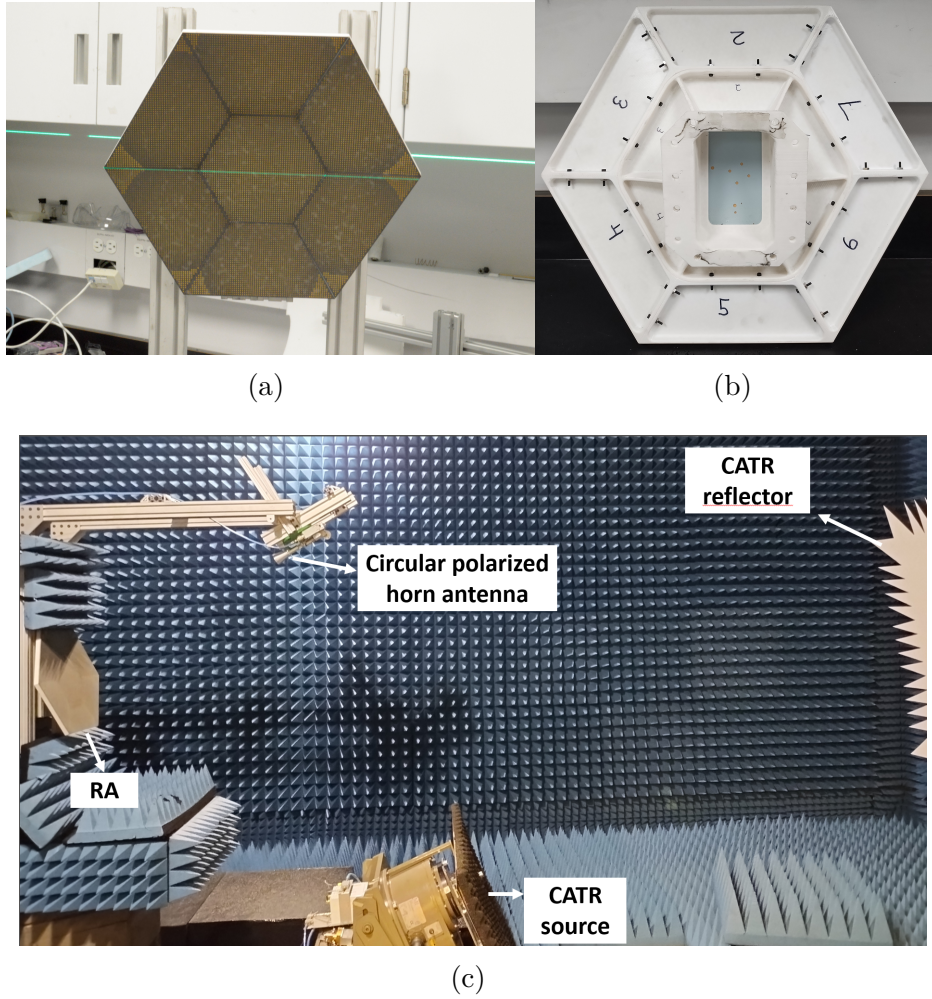 2
3
7
4
6
5
(a)
(b)
CATR
reflector
Circular polarized
horn antenna
RA
CATR
source
(c)